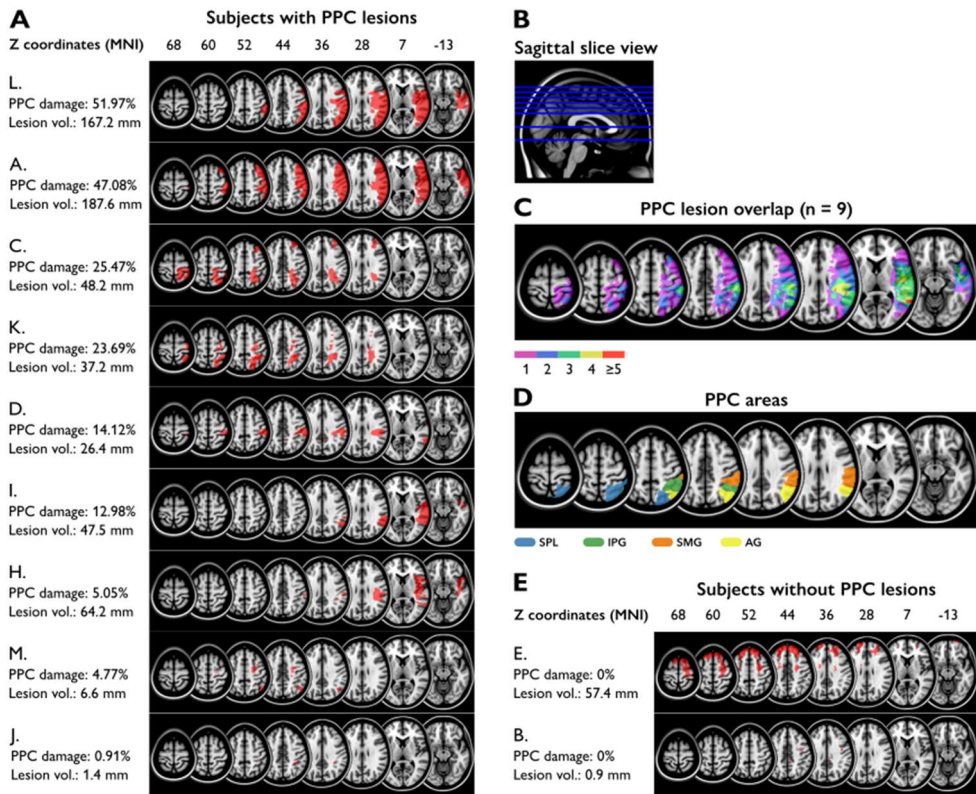 A
Subjects with PPC lesions
Z coordinates (MNI) 68 60 52 44 36 28 7 -13
L.
PPC damage: 51.97%
Lesion vol.: 167.2 mm
A.
PPC damage: 47.08%
Lesion vol.: 187.6 mm
C.
PPC damage: 25.47%
Lesion vol.: 48.2 mm
K.
PPC damage: 23.69%
Lesion vol.: 37.2 mm
D.
PPC damage: 14.12%
Lesion vol.: 26.4 mm
I.
PPC damage: 12.98%
Lesion vol.: 47.5 mm
H.
PPC damage: 5.05%
Lesion vol.: 64.2 mm
M.
PPC damage: 4.77%
Lesion vol.: 6.6 mm
J.
PPC damage: 0.91%
Lesion vol.: 1.4 mm
B
Sagittal slice view
C
PPC lesion overlap (n = 9)
1 2 3 4 ≥5
D
PPC areas
SPL IPG SMG AG
E
Subjects without PPC lesions
Z coordinates (MNI) 68 60 52 44 36 28 7 -13
E.
PPC damage: 0%
Lesion vol.: 57.4 mm
B.
PPC damage: 0%
Lesion vol.: 0.9 mm